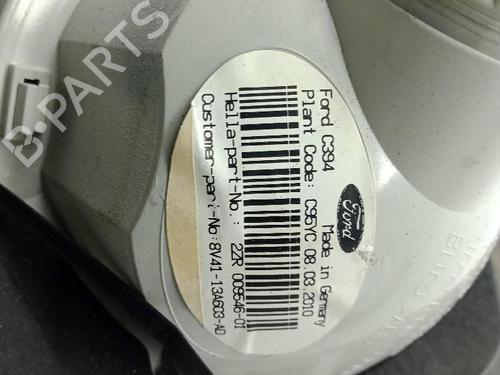 Ford C394
Plant Code: C95YC 08.03.2010
Made in Germany
Ford
Hella-part-No.: 2ZR 009546-01
Customer-part-No:8V41-13A603-AD
B-PARTS